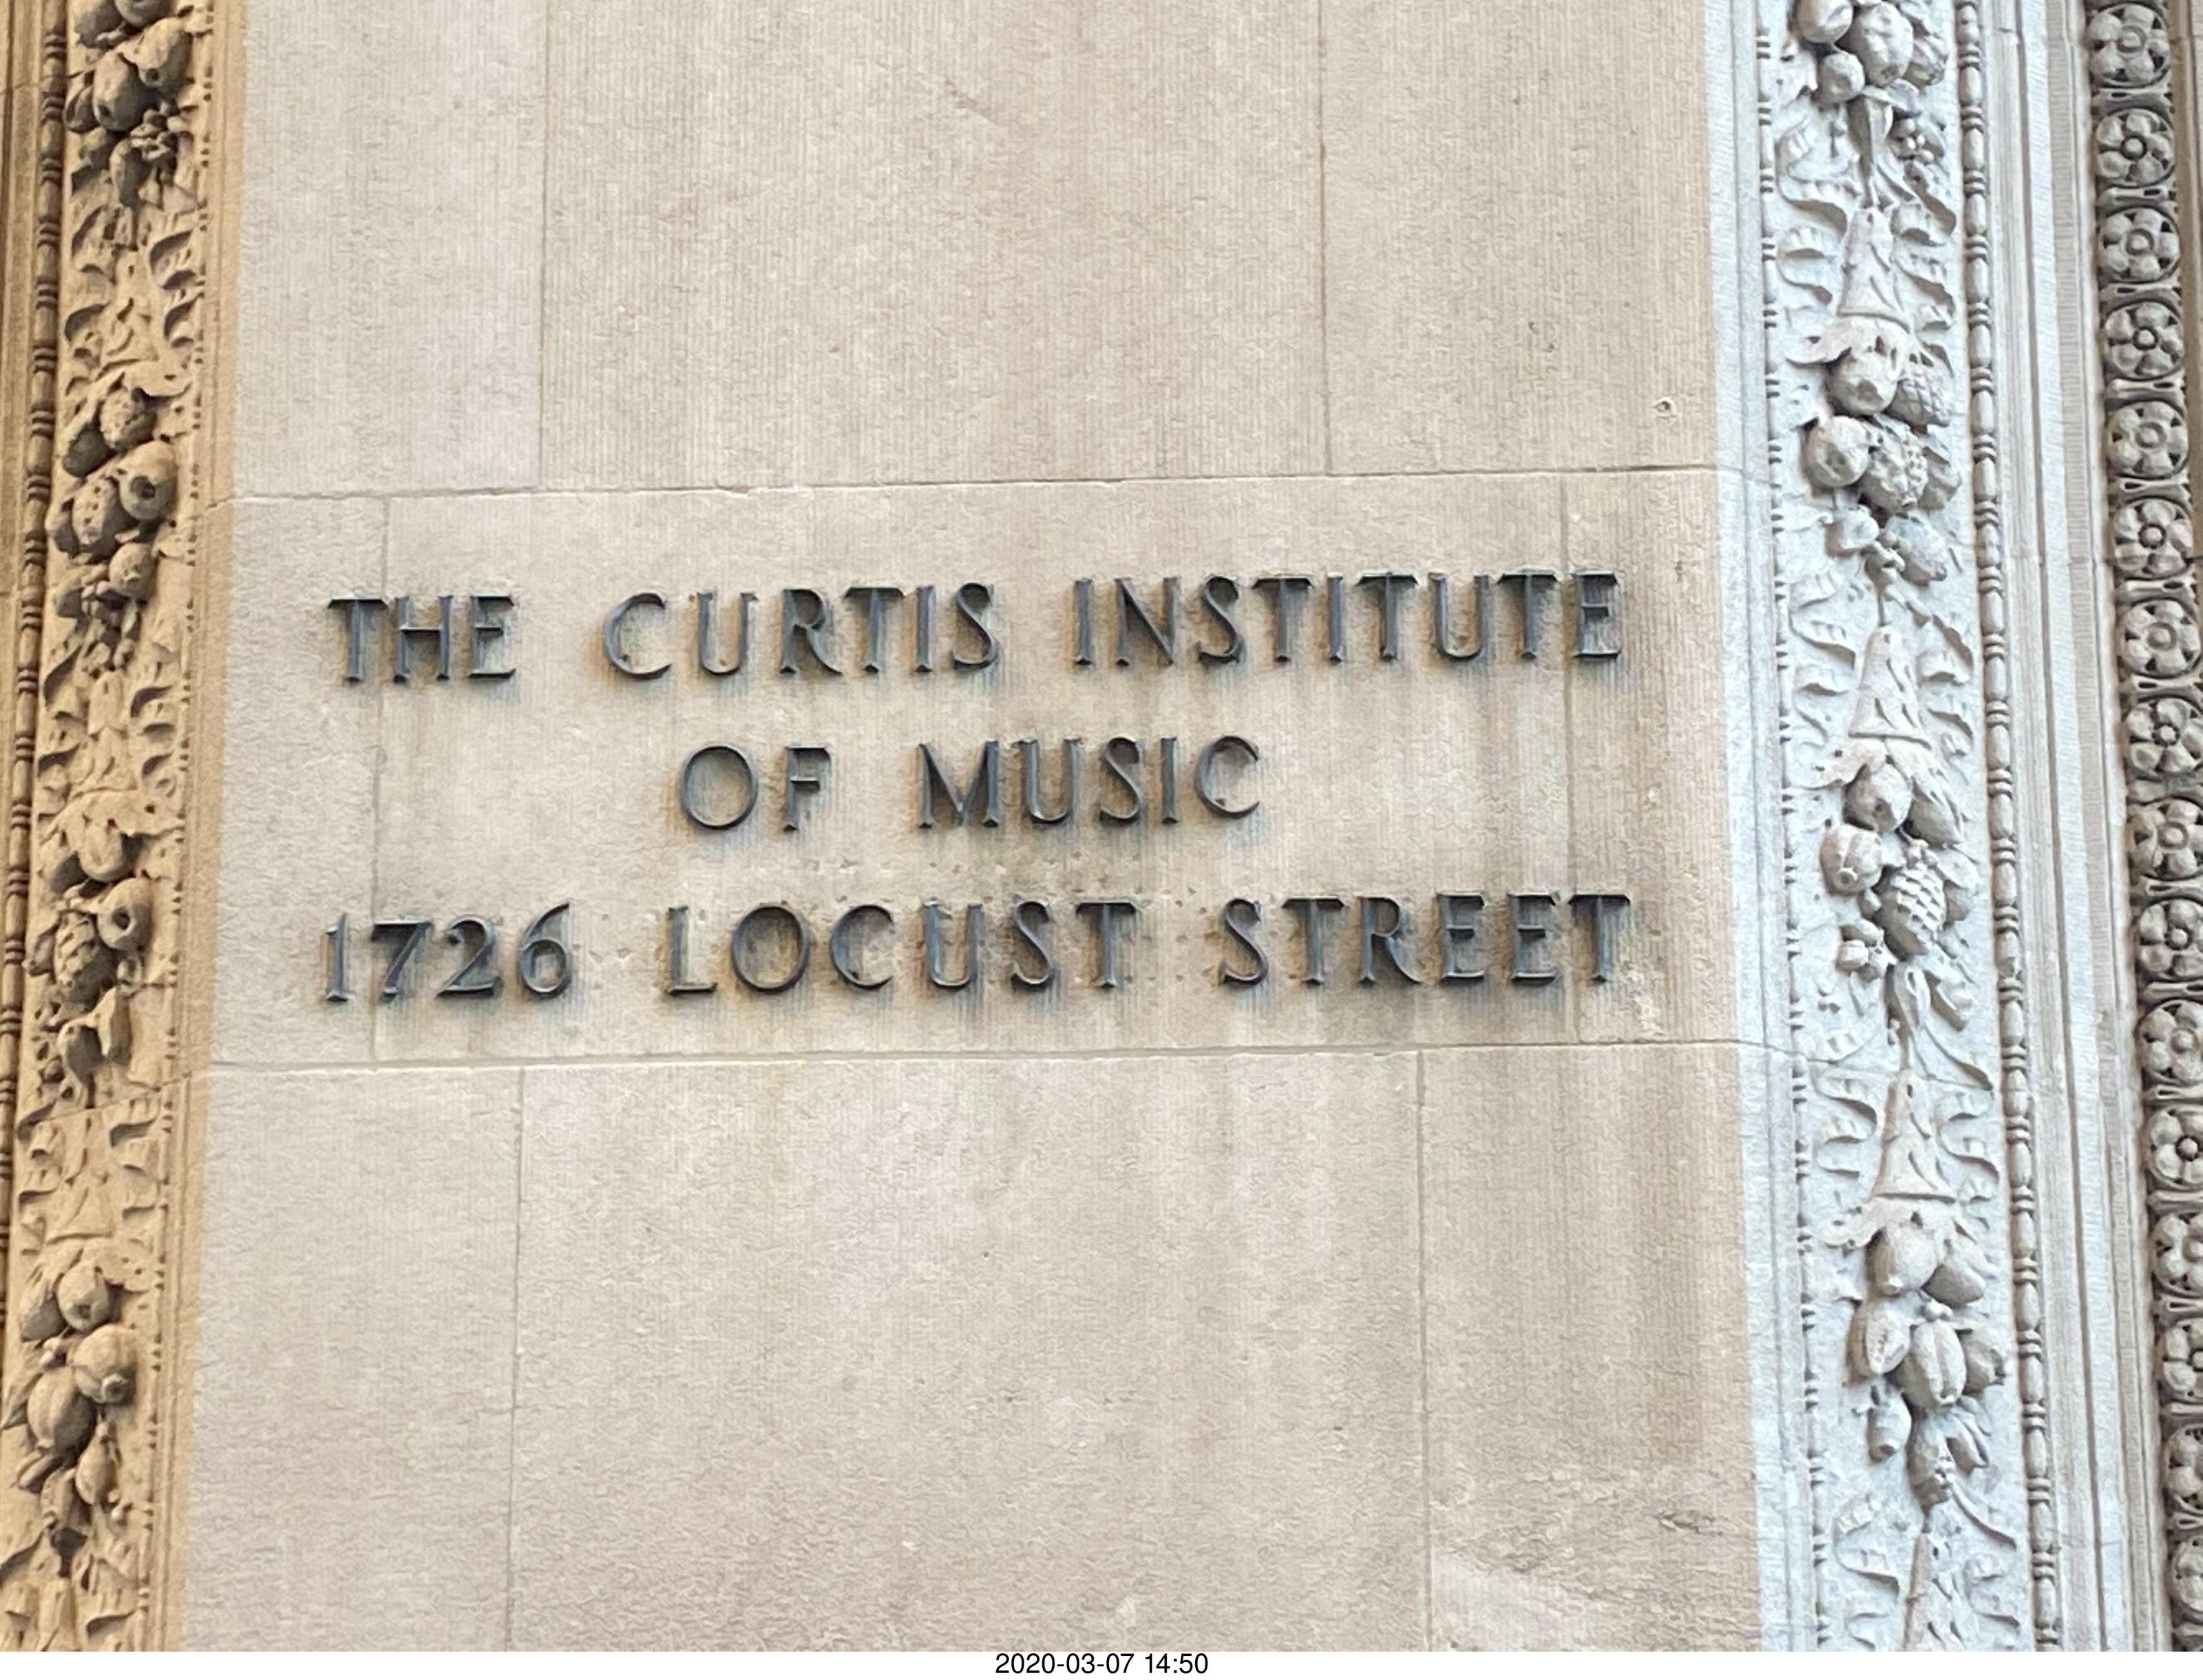 THE CURTIS INSTITUTE
OF MUSIC
1726 LOCUST STREET
2020-03-07 14:50